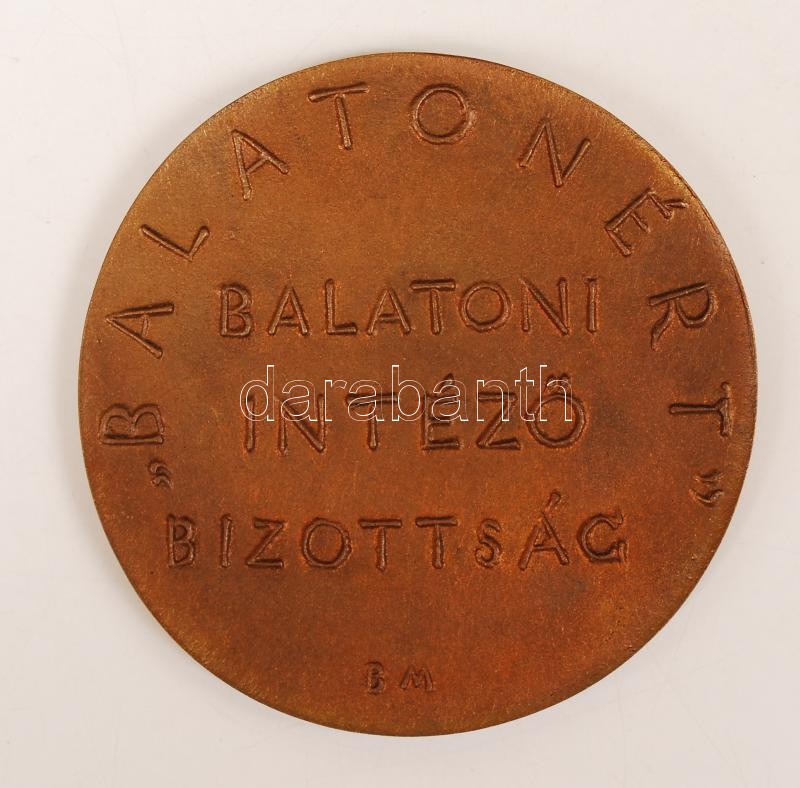 „BALATONÉRT”
BALATONI
INTÉZŐ
BIZOTTSÁG
BM
darabanth